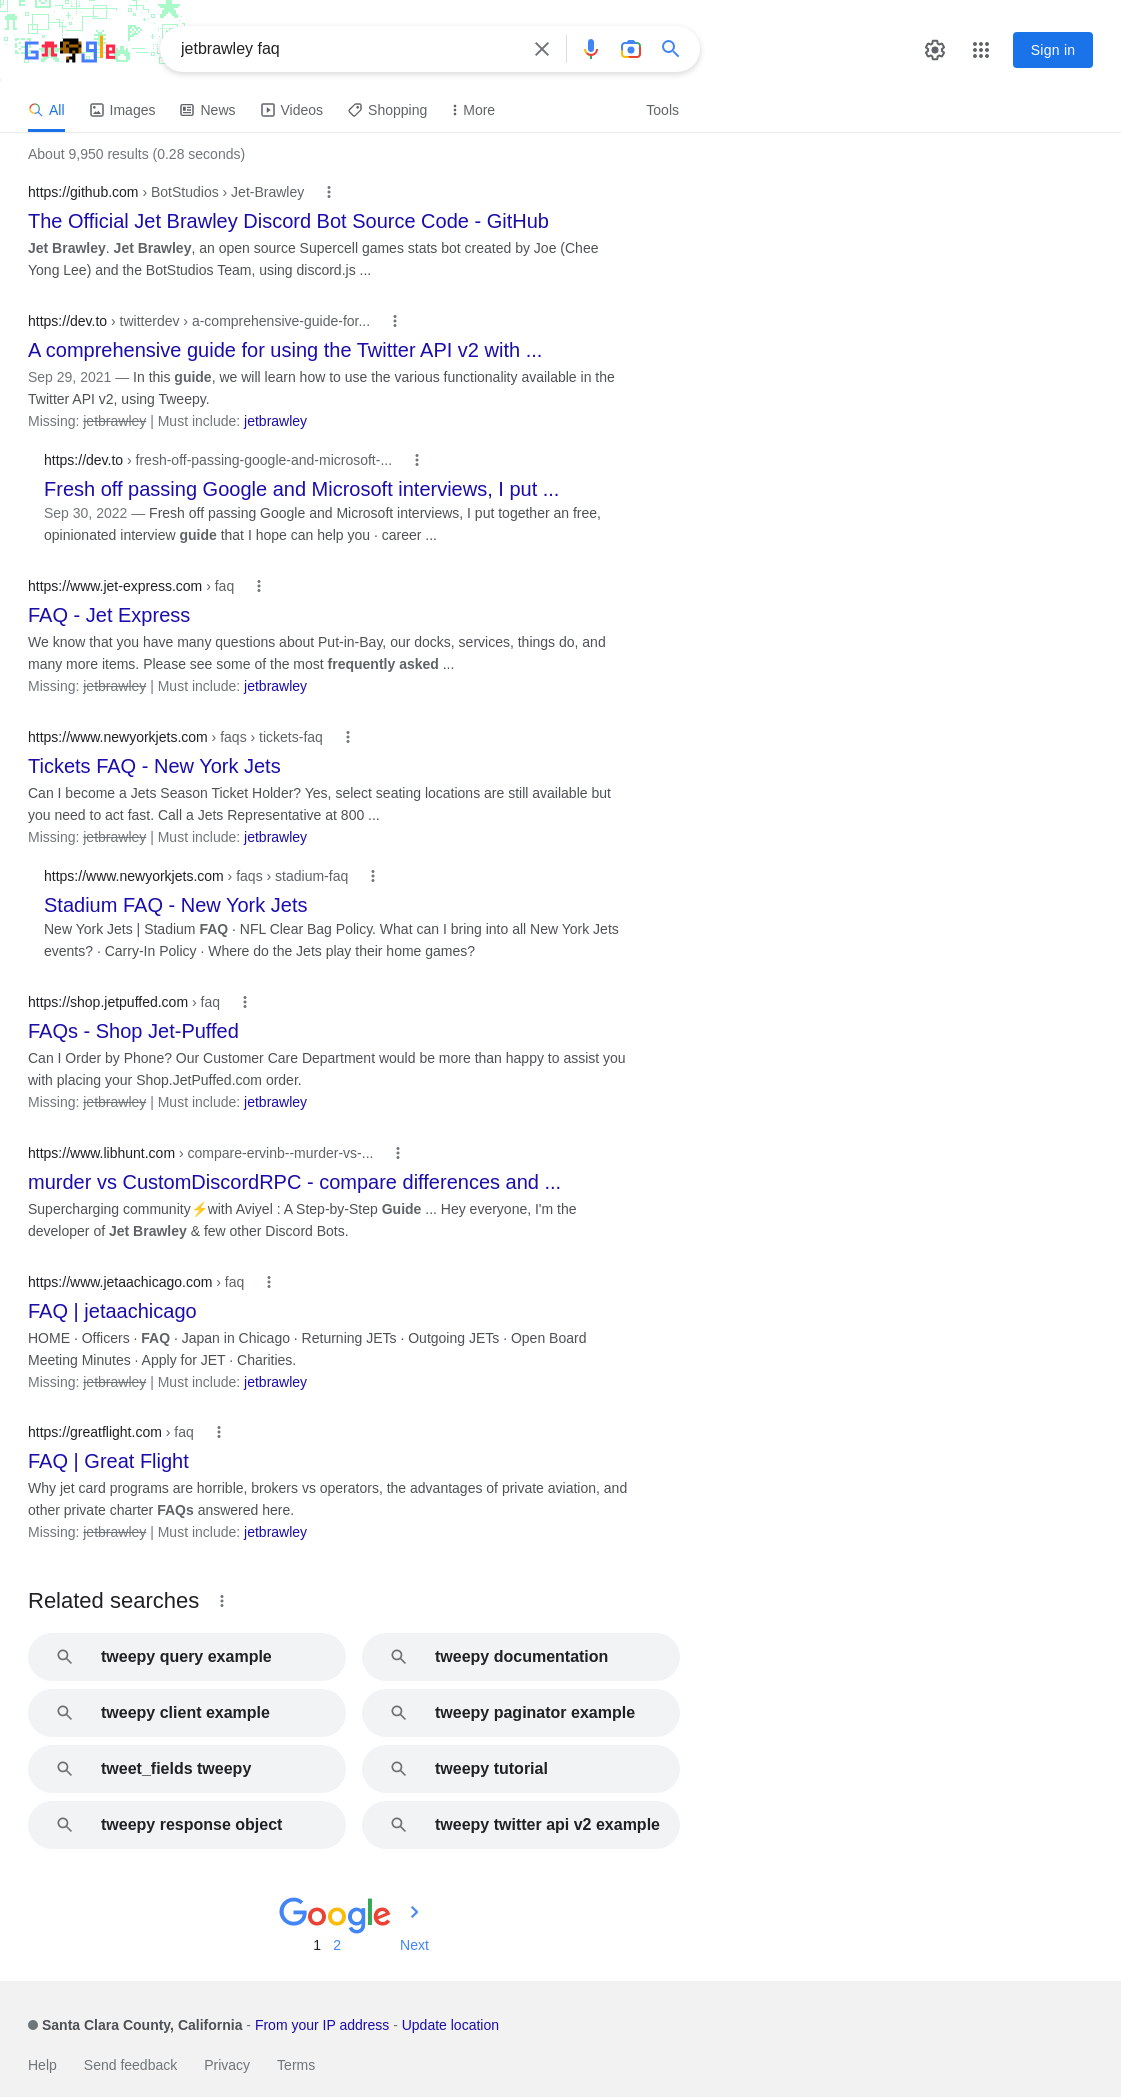 Google
jetbrawley faq
Sign in
All
Images
News
Videos
Shopping
More
Tools
About 9,950 results (0.28 seconds)
https://github.com › BotStudios › Jet-Brawley
The Official Jet Brawley Discord Bot Source Code - GitHub
Jet Brawley. Jet Brawley, an open source Supercell games stats bot created by Joe (Chee
Yong Lee) and the BotStudios Team, using discord.js ...
https://dev.to › twitterdev › a-comprehensive-guide-for...
A comprehensive guide for using the Twitter API v2 with ...
Sep 29, 2021 — In this guide, we will learn how to use the various functionality available in the
Twitter API v2, using Tweepy.
Missing: jetbrawley | Must include: jetbrawley
https://dev.to › fresh-off-passing-google-and-microsoft-...
Fresh off passing Google and Microsoft interviews, I put ...
Sep 30, 2022 — Fresh off passing Google and Microsoft interviews, I put together an free,
opinionated interview guide that I hope can help you · career ...
https://www.jet-express.com › faq
FAQ - Jet Express
We know that you have many questions about Put-in-Bay, our docks, services, things do, and
many more items. Please see some of the most frequently asked ...
Missing: jetbrawley | Must include: jetbrawley
https://www.newyorkjets.com › faqs › tickets-faq
Tickets FAQ - New York Jets
Can I become a Jets Season Ticket Holder? Yes, select seating locations are still available but
you need to act fast. Call a Jets Representative at 800 ...
Missing: jetbrawley | Must include: jetbrawley
https://www.newyorkjets.com › faqs › stadium-faq
Stadium FAQ - New York Jets
New York Jets | Stadium FAQ · NFL Clear Bag Policy. What can I bring into all New York Jets
events? · Carry-In Policy · Where do the Jets play their home games?
https://shop.jetpuffed.com › faq
FAQs - Shop Jet-Puffed
Can I Order by Phone? Our Customer Care Department would be more than happy to assist you
with placing your Shop.JetPuffed.com order.
Missing: jetbrawley | Must include: jetbrawley
https://www.libhunt.com › compare-ervinb--murder-vs-...
murder vs CustomDiscordRPC - compare differences and ...
Supercharging community⚡with Aviyel : A Step-by-Step Guide ... Hey everyone, I'm the
developer of Jet Brawley & few other Discord Bots.
https://www.jetaachicago.com › faq
FAQ | jetaachicago
HOME · Officers · FAQ · Japan in Chicago · Returning JETs · Outgoing JETs · Open Board
Meeting Minutes · Apply for JET · Charities.
Missing: jetbrawley | Must include: jetbrawley
https://greatflight.com › faq
FAQ | Great Flight
Why jet card programs are horrible, brokers vs operators, the advantages of private aviation, and
other private charter FAQs answered here.
Missing: jetbrawley | Must include: jetbrawley
Related searches
tweepy query example
tweepy documentation
tweepy client example
tweepy paginator example
tweet_fields tweepy
tweepy tutorial
tweepy response object
tweepy twitter api v2 example
Google
1 2 Next
Santa Clara County, California - From your IP address - Update location
Help Send feedback Privacy Terms